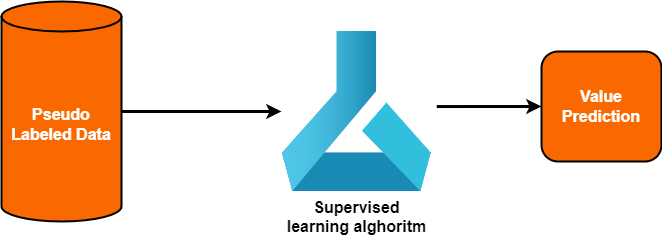 Pseudo
Labeled Data
Supervised
learning alghoritm
Value
Prediction